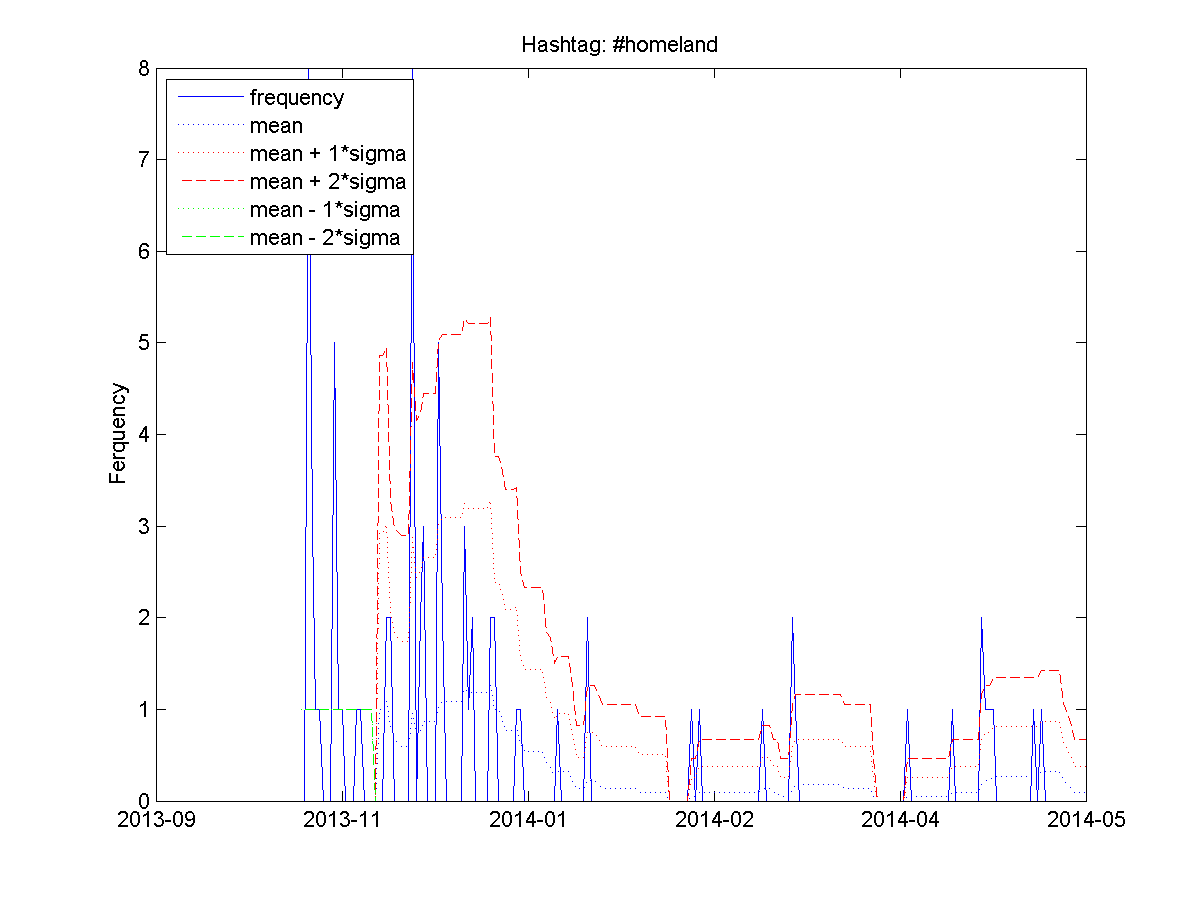 Hashtag: #homeland
8
7
6
5
4
3
2
1
0
Ferquency
frequency
mean
mean + 1*sigma
mean + 2*sigma
mean - 1*sigma
mean - 2*sigma
2013-09
2013-11
2014-01
2014-02
2014-04
2014-05